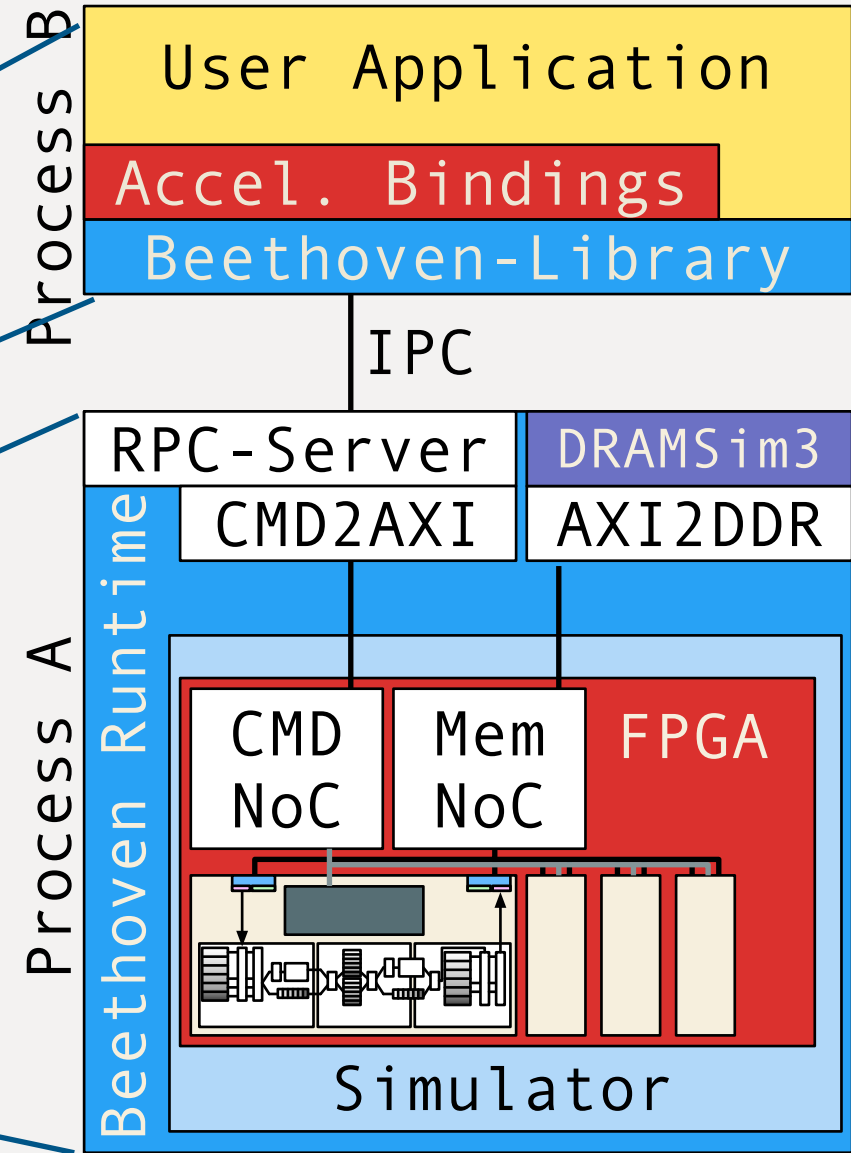 Process B
User Application
Accel. Bindings
Beethoven-Library
IPC
Process A
Beethoven Runtime
RPC-Server
DRAMSim3
CMD2AXI
AXI2DDR
CMD
NoC
Mem
NoC
FPGA
Simulator